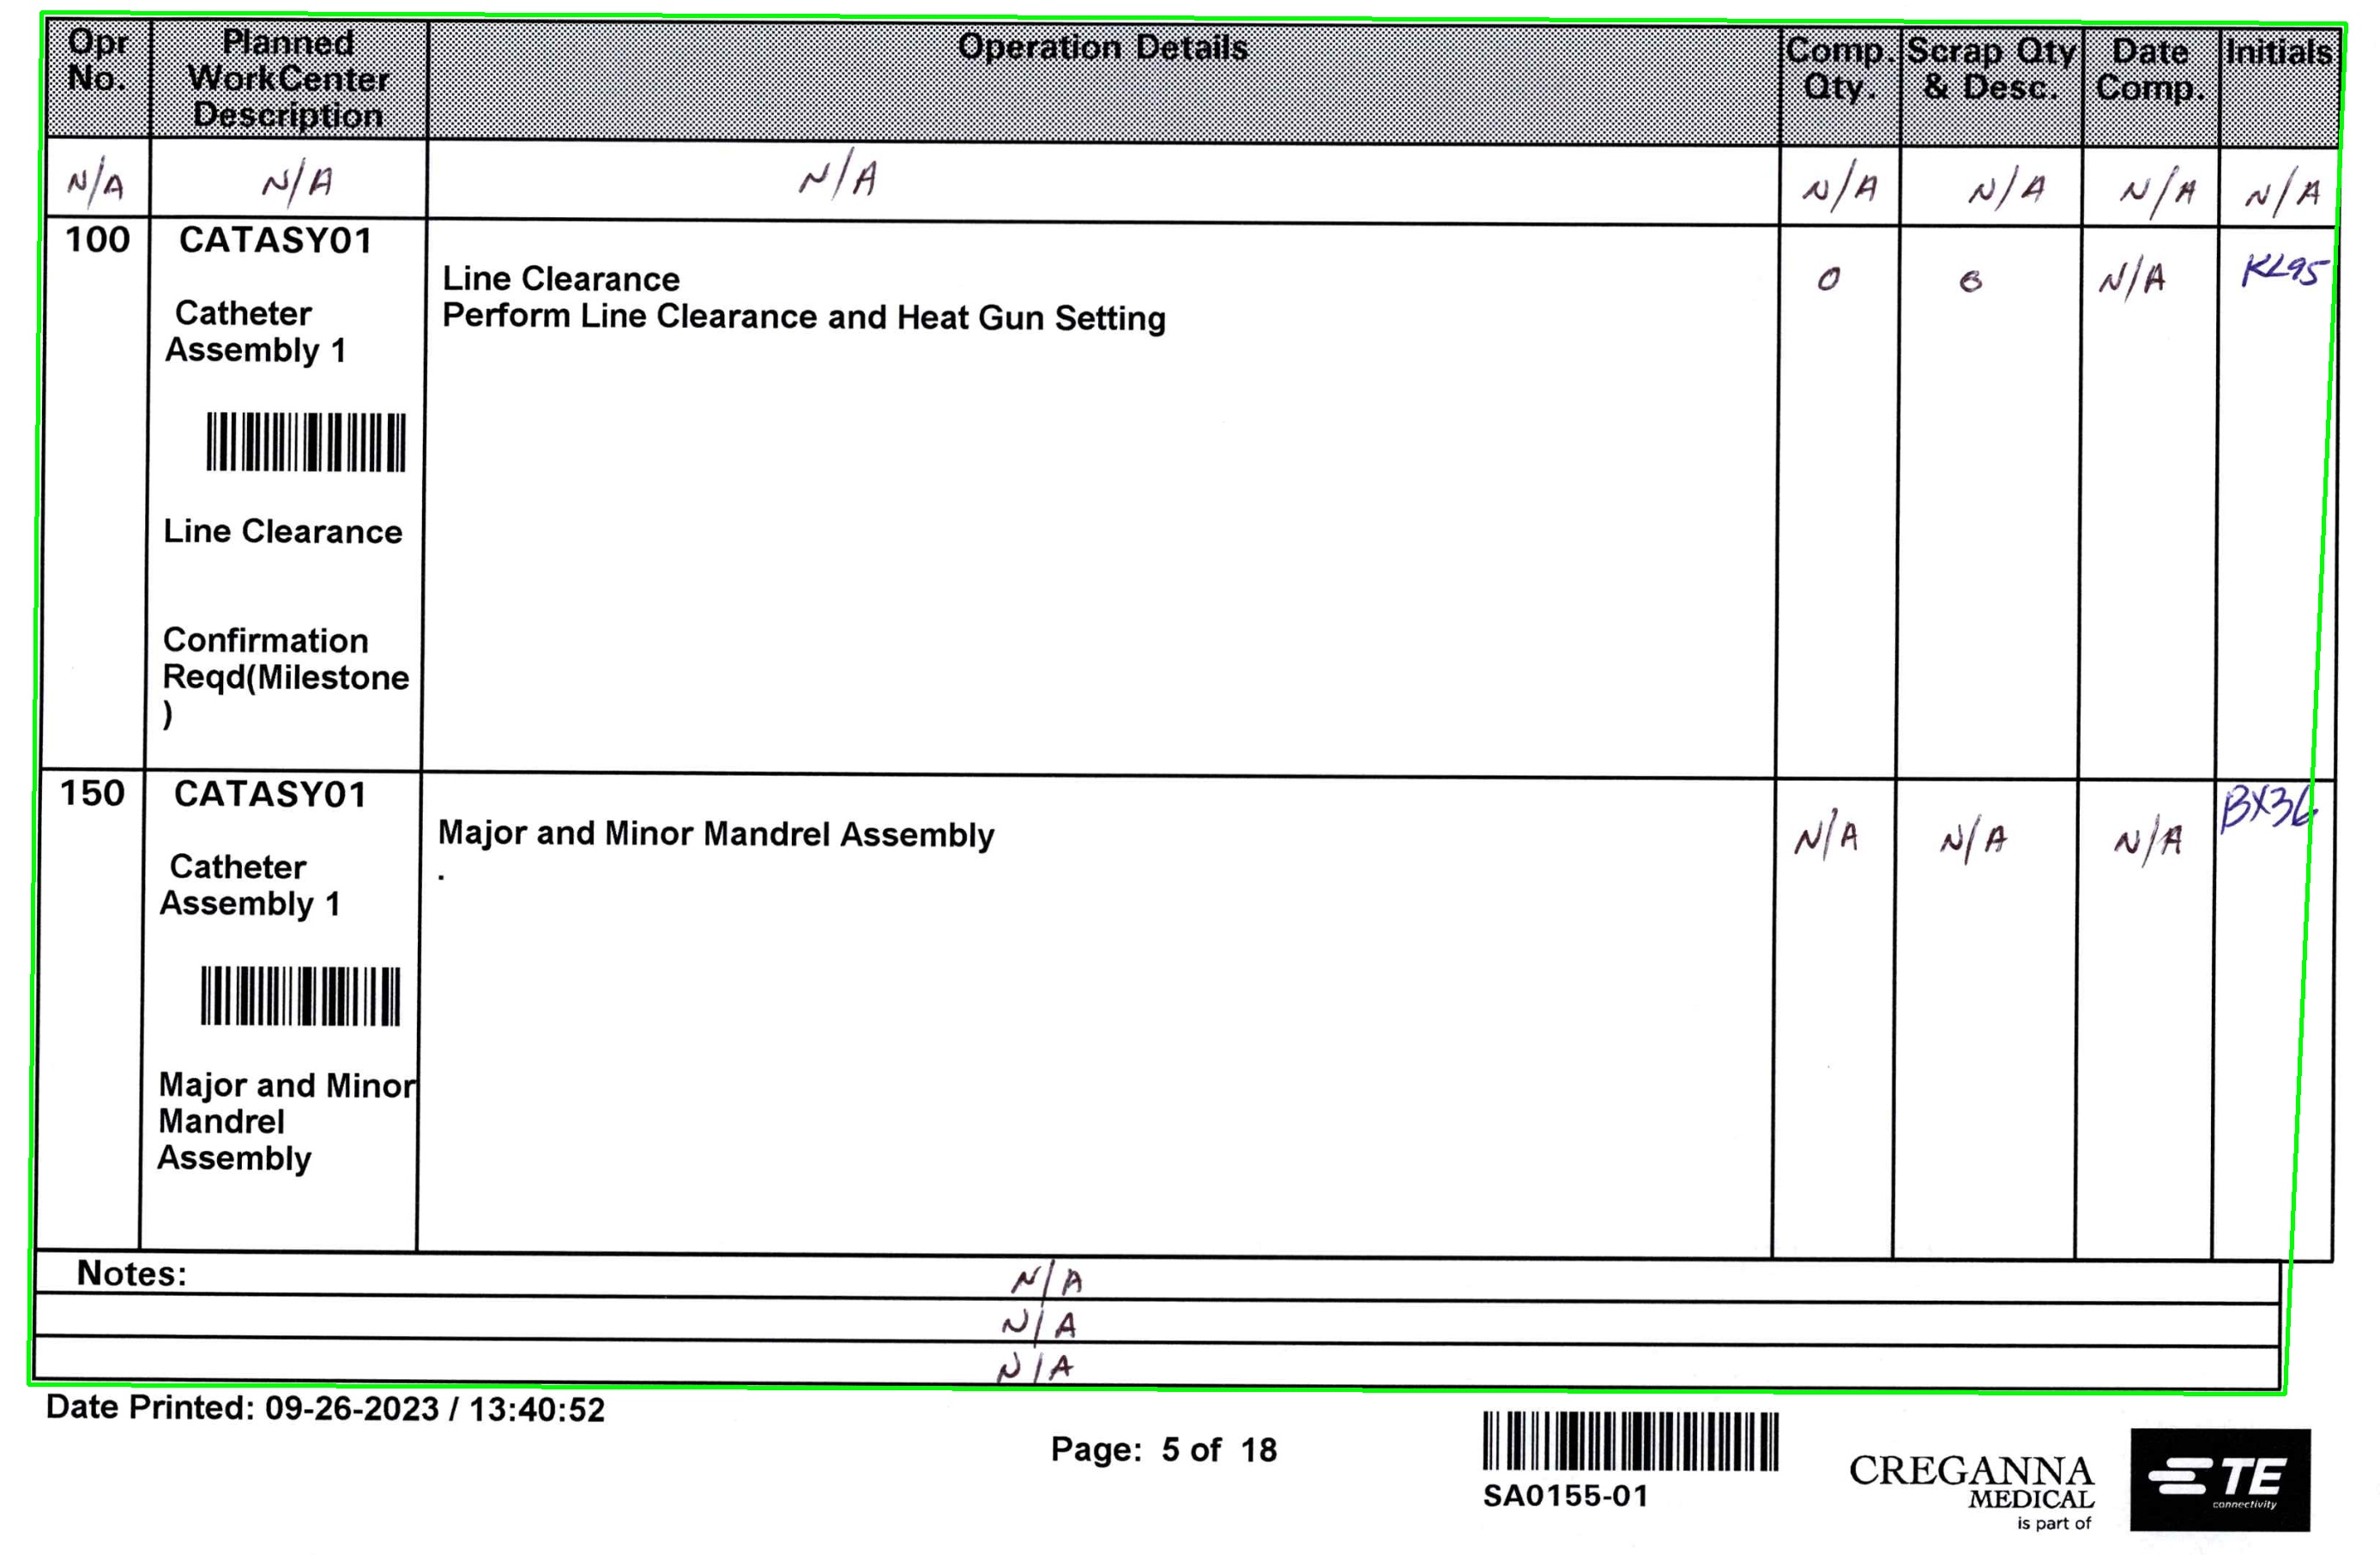 Opr No. Planned WorkCenter Description Operation Details Comp. Qty. Scrap Qty & Desc. Date Comp. Initials
N/A N/A N/A N/A N/A N/A N/A
100 CATASY01
Line Clearance 0 0 N/A KL95
Catheter Perform Line Clearance and Heat Gun Setting
Assembly 1
Line Clearance
Confirmation
Reqd(Milestone
)
150 CATASY01 BX36
Major and Minor Mandrel Assembly N/A N/A N/A
Catheter .
Assembly 1
Major and Minor
Mandrel
Assembly
Notes: N/A
N/A
N/A
Date Printed: 09-26-2023 / 13:40:52
Page: 5 of 18
SA0155-01
CREGANNA
MEDICAL
is part of
TE
connectivity